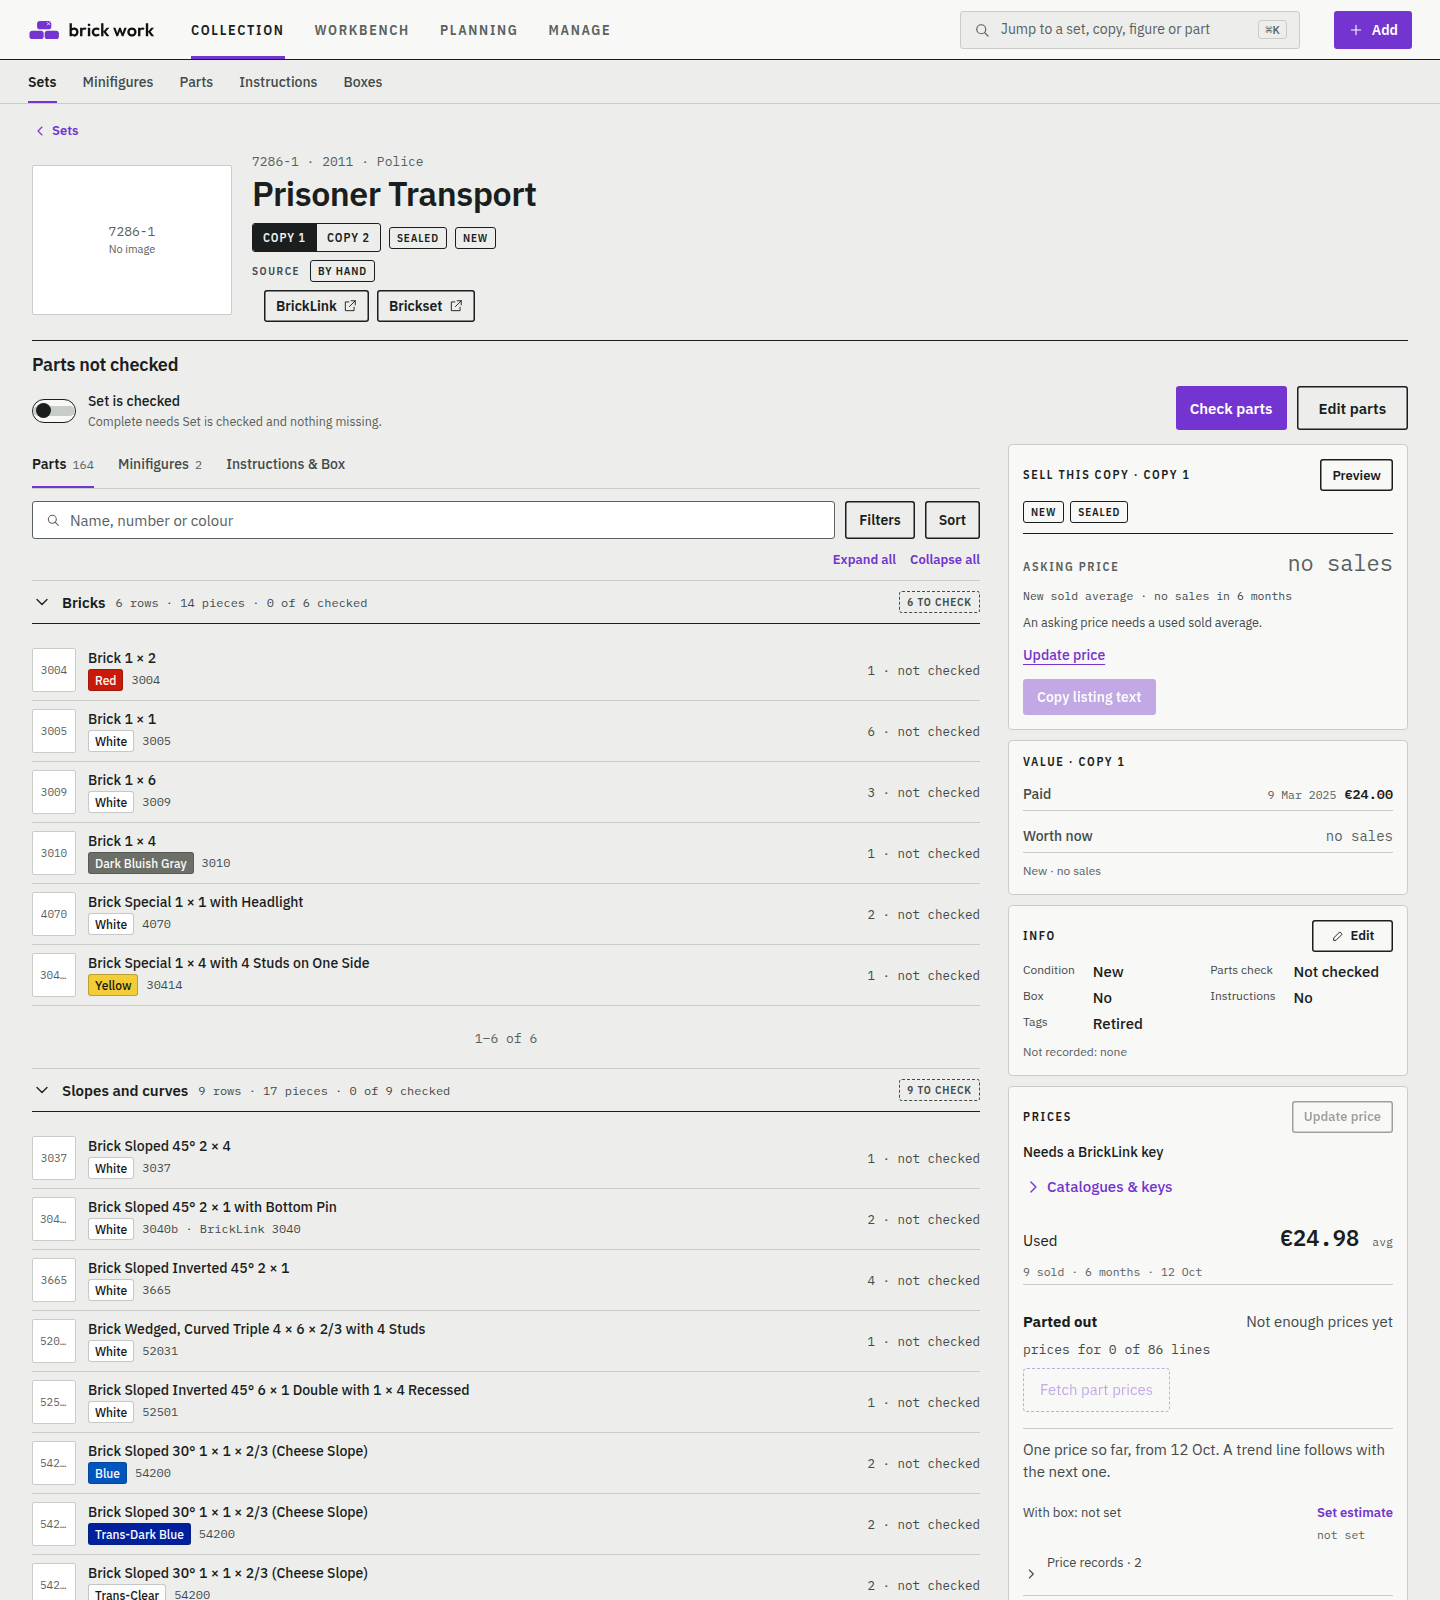 brick work
COLLECTION WORKBENCH PLANNING MANAGE
Jump to a set, copy, figure or part ⌘K
+ Add
Sets Minifigures Parts Instructions Boxes
Sets
7286-1
No image
7286-1 · 2011 · Police
Prisoner Transport
COPY 1 COPY 2 SEALED NEW
SOURCE BY HAND
BrickLink Brickset
Parts not checked
Set is checked
Complete needs Set is checked and nothing missing.
Check parts Edit parts
Parts 164 Minifigures 2 Instructions & Box
Name, number or colour
Filters Sort
Expand all Collapse all
Bricks 6 rows · 14 pieces · 0 of 6 checked 6 TO CHECK
3004
Brick 1 × 2
Red 3004
1 · not checked
3005
Brick 1 × 1
White 3005
6 · not checked
3009
Brick 1 × 6
White 3009
3 · not checked
3010
Brick 1 × 4
Dark Bluish Gray 3010
1 · not checked
4070
Brick Special 1 × 1 with Headlight
White 4070
2 · not checked
304…
Brick Special 1 × 4 with 4 Studs on One Side
Yellow 30414
1 · not checked
1–6 of 6
Slopes and curves 9 rows · 17 pieces · 0 of 9 checked 9 TO CHECK
3037
Brick Sloped 45° 2 × 4
White 3037
1 · not checked
304…
Brick Sloped 45° 2 × 1 with Bottom Pin
White 3040b · BrickLink 3040
2 · not checked
3665
Brick Sloped Inverted 45° 2 × 1
White 3665
4 · not checked
520…
Brick Wedged, Curved Triple 4 × 6 × 2/3 with 4 Studs
White 52031
1 · not checked
525…
Brick Sloped Inverted 45° 6 × 1 Double with 1 × 4 Recessed
White 52501
1 · not checked
542…
Brick Sloped 30° 1 × 1 × 2/3 (Cheese Slope)
Blue 54200
2 · not checked
542…
Brick Sloped 30° 1 × 1 × 2/3 (Cheese Slope)
Trans-Dark Blue 54200
2 · not checked
542…
Brick Sloped 30° 1 × 1 × 2/3 (Cheese Slope)
Trans-Clear 54200
2 · not checked
SELL THIS COPY · COPY 1 Preview
NEW SEALED
ASKING PRICE no sales
New sold average · no sales in 6 months
An asking price needs a used sold average.
Update price
Copy listing text
VALUE · COPY 1
Paid 9 Mar 2025 €24.00
Worth now no sales
New · no sales
INFO Edit
Condition New Parts check Not checked
Box No Instructions No
Tags Retired
Not recorded: none
PRICES Update price
Needs a BrickLink key
Catalogues & keys
Used €24.98 avg
9 sold · 6 months · 12 Oct
Parted out Not enough prices yet
prices for 0 of 86 lines
Fetch part prices
One price so far, from 12 Oct. A trend line follows with
the next one.
With box: not set Set estimate
not set
Price records · 2